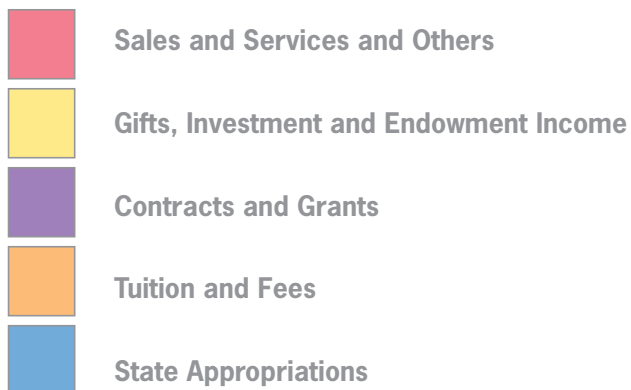 Sales and Services and Others
Gifts, Investment and Endowment Income
Contracts and Grants
Tuition and Fees
State Appropriations